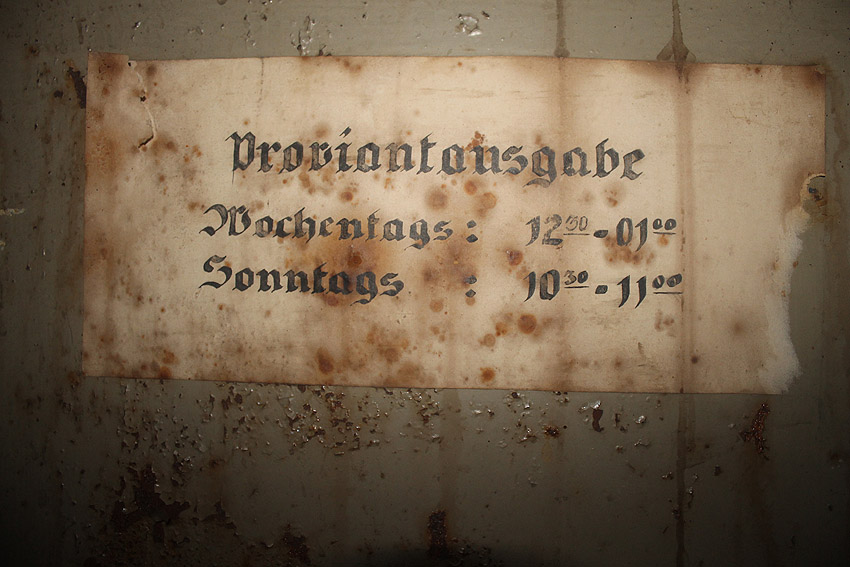 Proviantausgabe
Wochentags: 12³⁰-01⁰⁰
Sonntags : 10³⁰-11⁰⁰